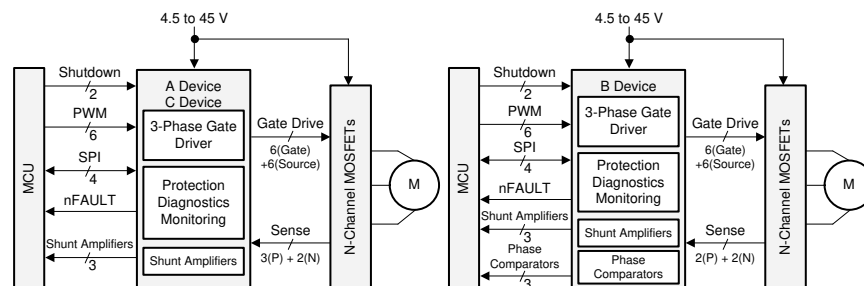 4.5 to 45 V
MCU
Shutdown
2
PWM
6
SPI
4
nFAULT
Shunt Amplifiers
3
A Device
C Device
3-Phase Gate
Driver
Protection
Diagnostics
Monitoring
Shunt Amplifiers
Gate Drive
6(Gate)
+6(Source)
Sense
3(P) + 2(N)
N-Channel MOSFETs
M
4.5 to 45 V
MCU
Shutdown
2
PWM
6
SPI
4
nFAULT
Shunt Amplifiers
3
Phase
Comparators
3
B Device
3-Phase Gate
Driver
Protection
Diagnostics
Monitoring
Shunt Amplifiers
Phase
Comparators
Gate Drive
6(Gate)
+6(Source)
Sense
2(P) + 2(N)
N-Channel MOSFETs
M